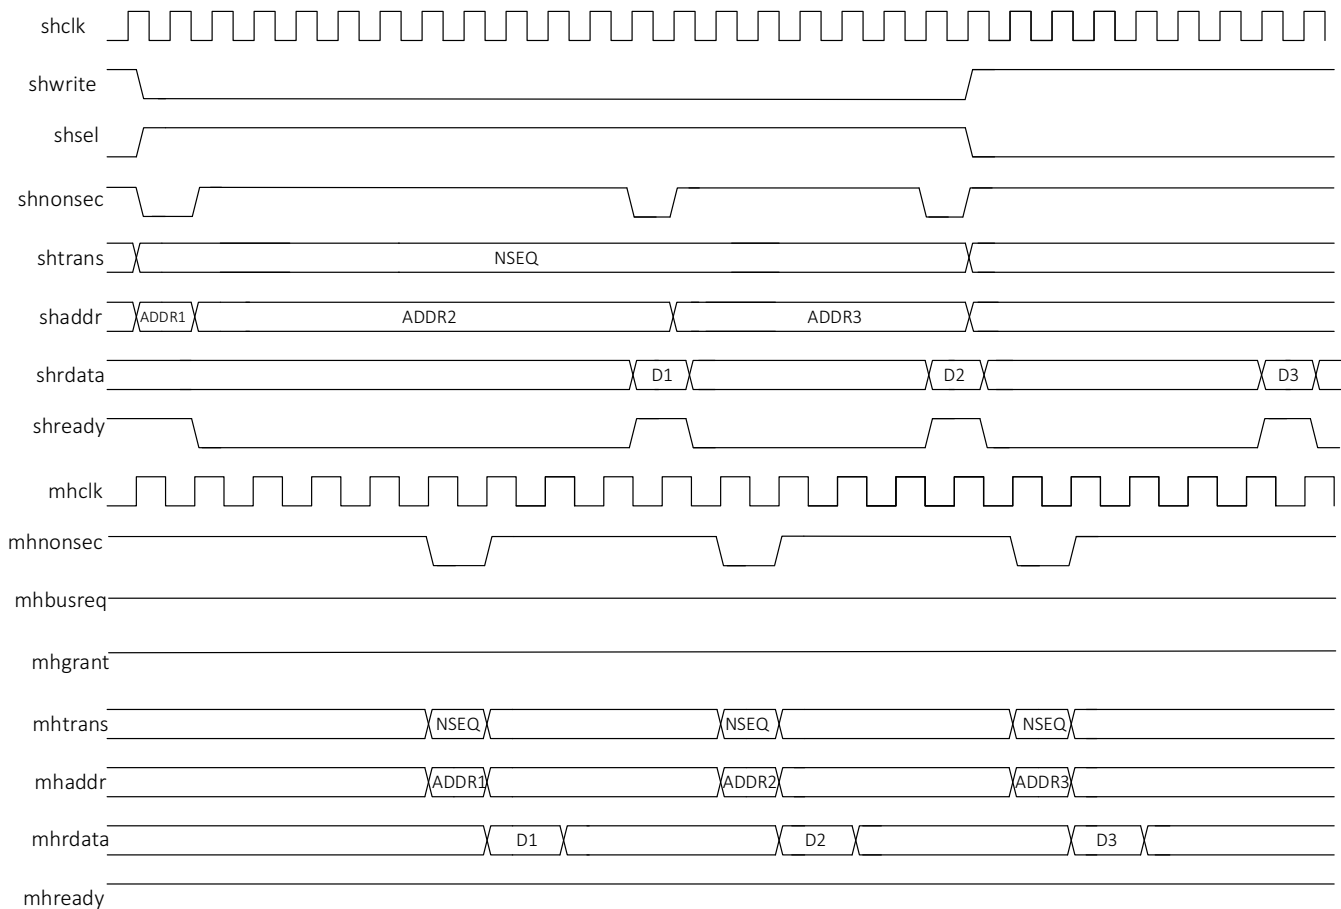 shclk
shwrite
shsel
shnonsec
shtrans NSEQ
shaddr ADDR1 ADDR2 ADDR3
shrdata D1 D2 D3
shready
mhclk
mhnonsec
mhbusreq
mhgrant
mhtrans NSEQ NSEQ NSEQ
mhaddr ADDR1 ADDR2 ADDR3
mhrdata D1 D2 D3
mhready